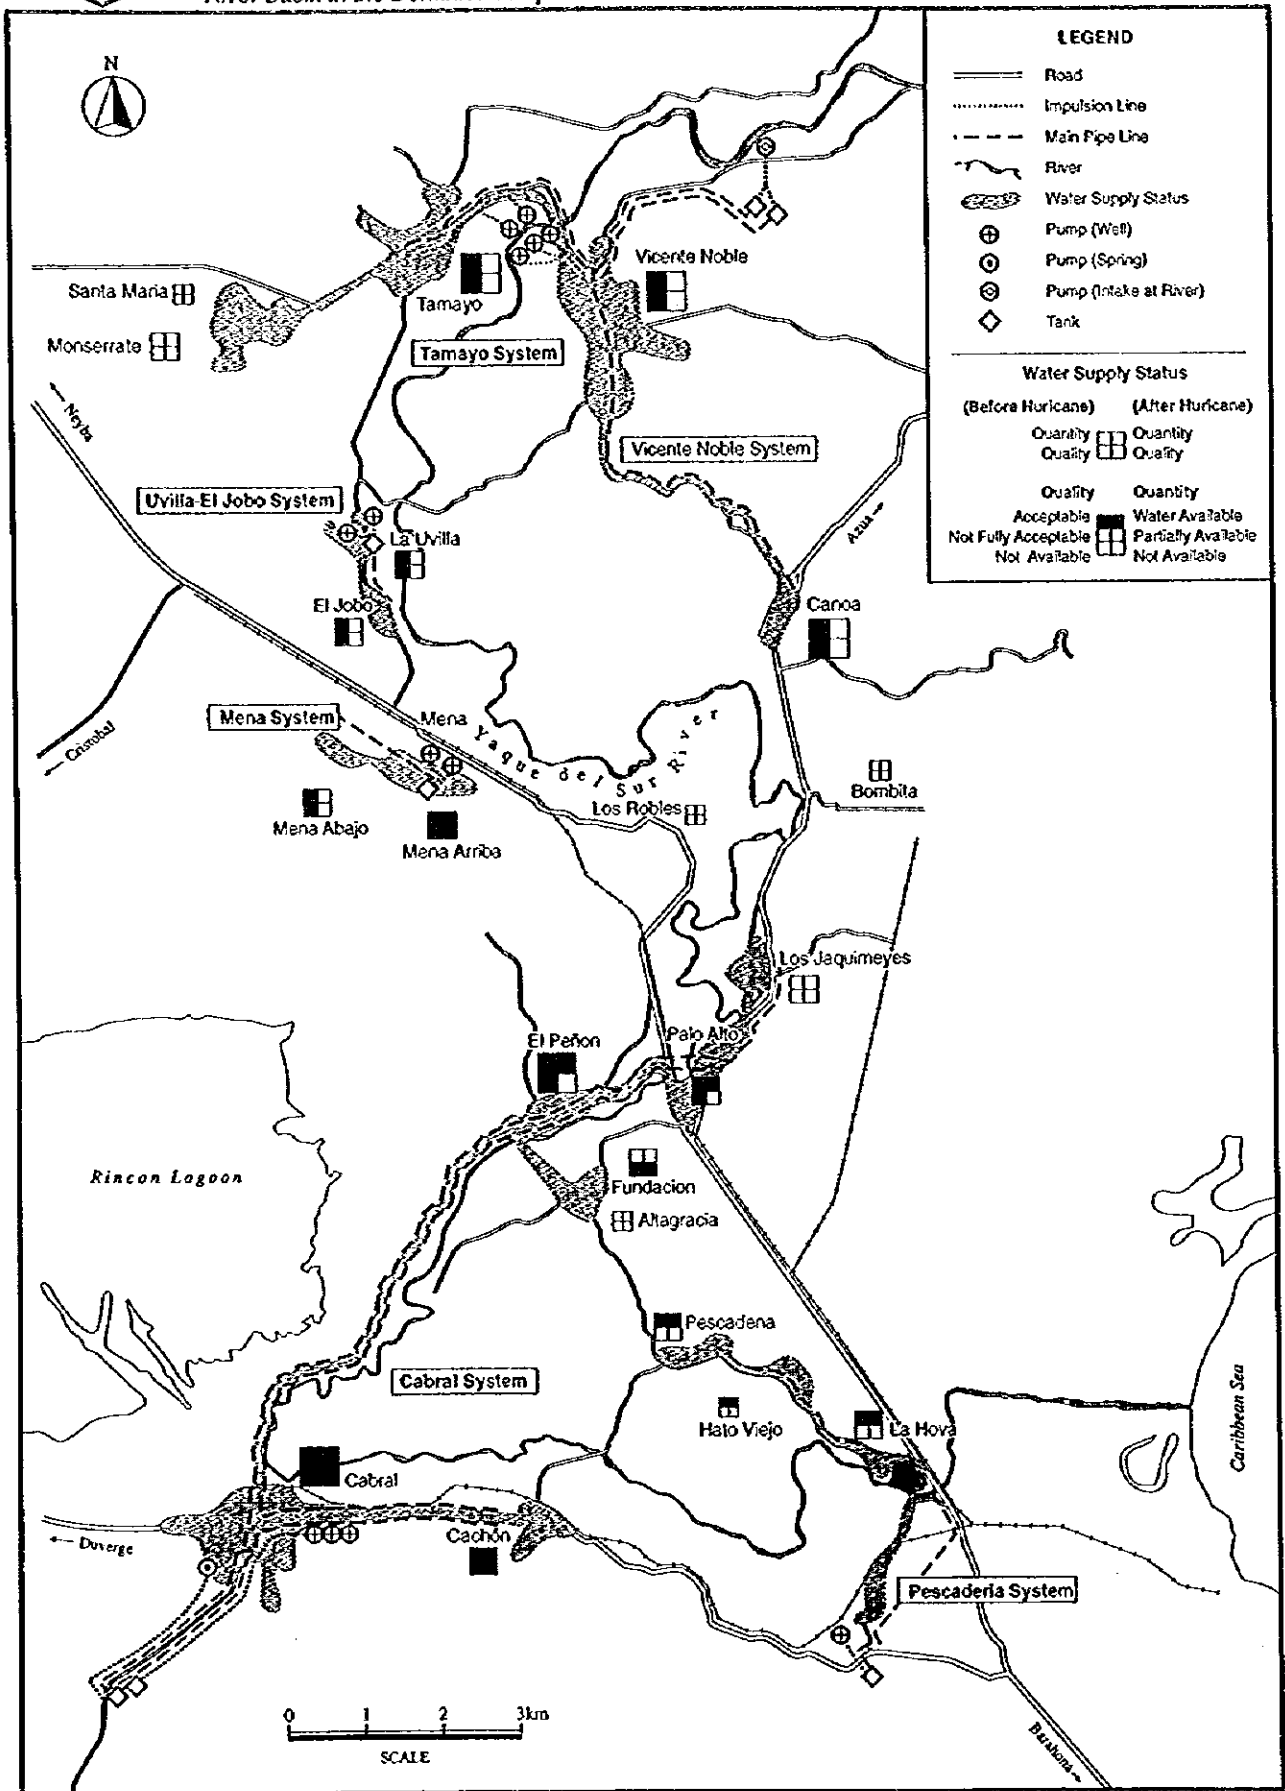 N
LEGEND
Road
Impulsion Line
Main Pipe Line
River
Water Supply Status
Pump (Well)
Pump (Spring)
Pump (Intake at River)
Tank
Water Supply Status
(Before Huricane) (After Huricane)
Quantity Quantity
Quality Quality
Quality Quantity
Acceptable Water Available
Not Fully Acceptable Partially Available
Not Available Not Available
Santa Maria
Monserrate
Tamayo
Vicente Noble
Tamayo System
Neyba
Vicente Noble System
Uvilla-El Jobo System
Azua
La Uvilla
El Jobo
Canoa
Mena System
Mena
Yaque del Sur River
Cristobal
Bombita
Los Robles
Mena Abajo
Mena Arriba
Los Jaquimeyes
El Peñon
Palo Alto
Rincon Lagoon
Fundacion
Altagracia
Pescadena
Cabral System
Hato Viejo
La Hova
Caribbean Sea
Cabral
Duverge
Cachón
Pescaderia System
0 1 2 3km
SCALE
Barahona